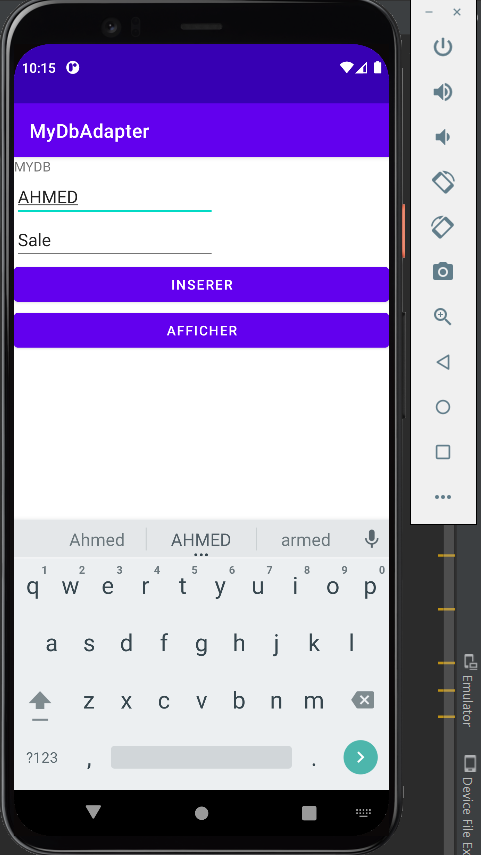 10:15
MyDbAdapter
MYDB
AHMED
Sale
INSERER
AFFICHER
Ahmed AHMED armed
1 2 3 4 5 6 7 8 9 0
q w e r t y u i o p
a s d f g h j k l
z x c v b n m
?123 , .
Emulator
Device File Ex